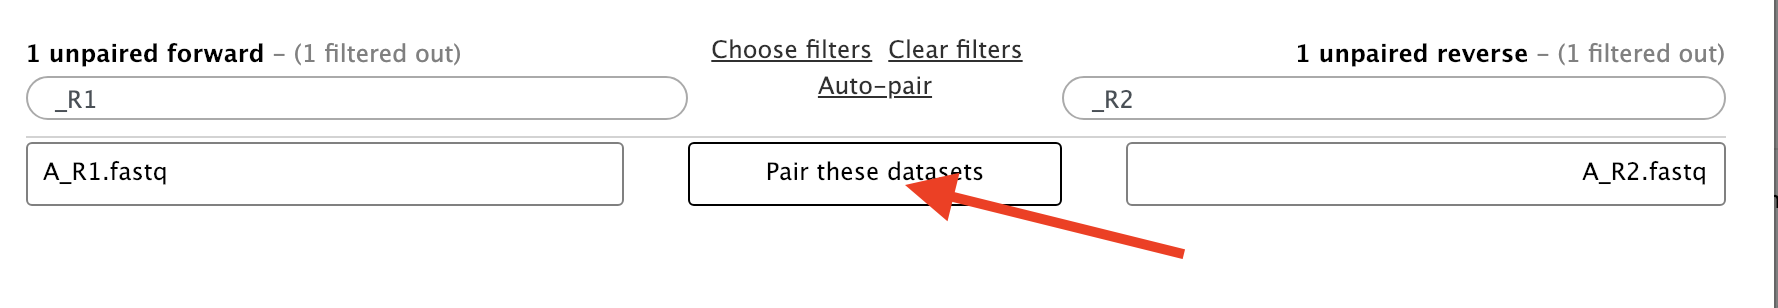 1 unpaired forward – (1 filtered out)
Choose filters Clear filters
1 unpaired reverse – (1 filtered out)
Auto-pair
_R1
_R2
A_R1.fastq
Pair these datasets
A_R2.fastq